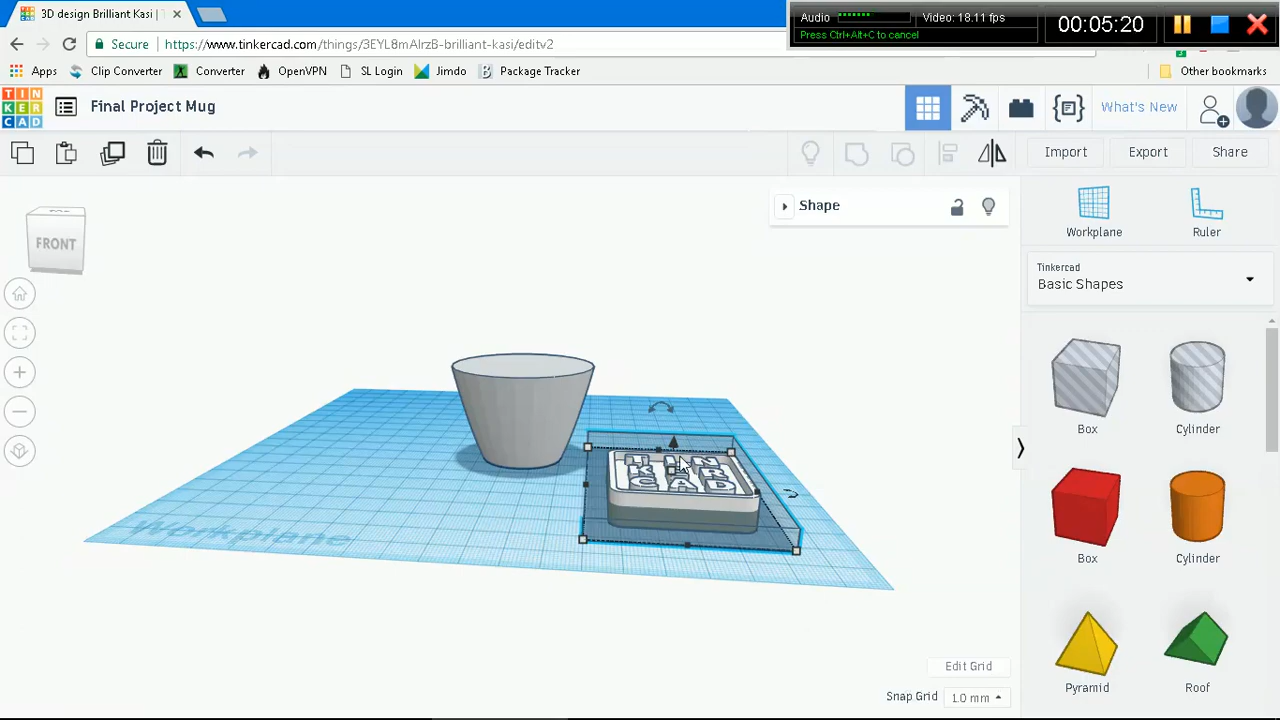 3D design Brilliant Kasi |
Audio
Video: 18.11 fps
Press Ctrl+Alt+C to cancel
00:05:20
Secure
https://www.tinkercad.com/things/3EYL8mAlrzB-brilliant-kasi/editv2
Apps
Clip converter
Converter
OpenVPN
SL Login
Jimdo
Package Tracker
Other bookmarks
TIN
KER
CAD
Final Project Mug
What's New
Import
Export
Share
Shape
FRONT
Workplane
Ruler
Tinkercad
Basic Shapes
Box
Cylinder
TIN
KER
CAD
Workplane
Box
Cylinder
Pyramid
Roof
Edit Grid
Snap Grid
1.0 mm